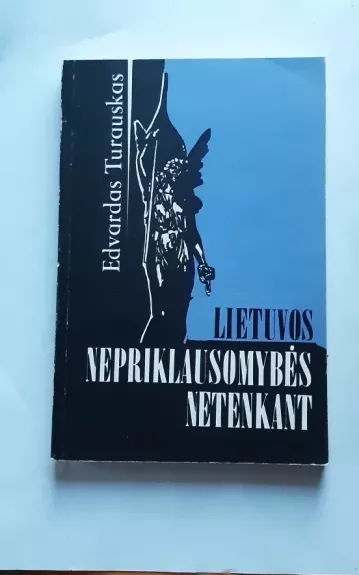 Edvardas Turauskas
LIETUVOS
NEPRIKLAUSOMYBĖS
NETENKANT